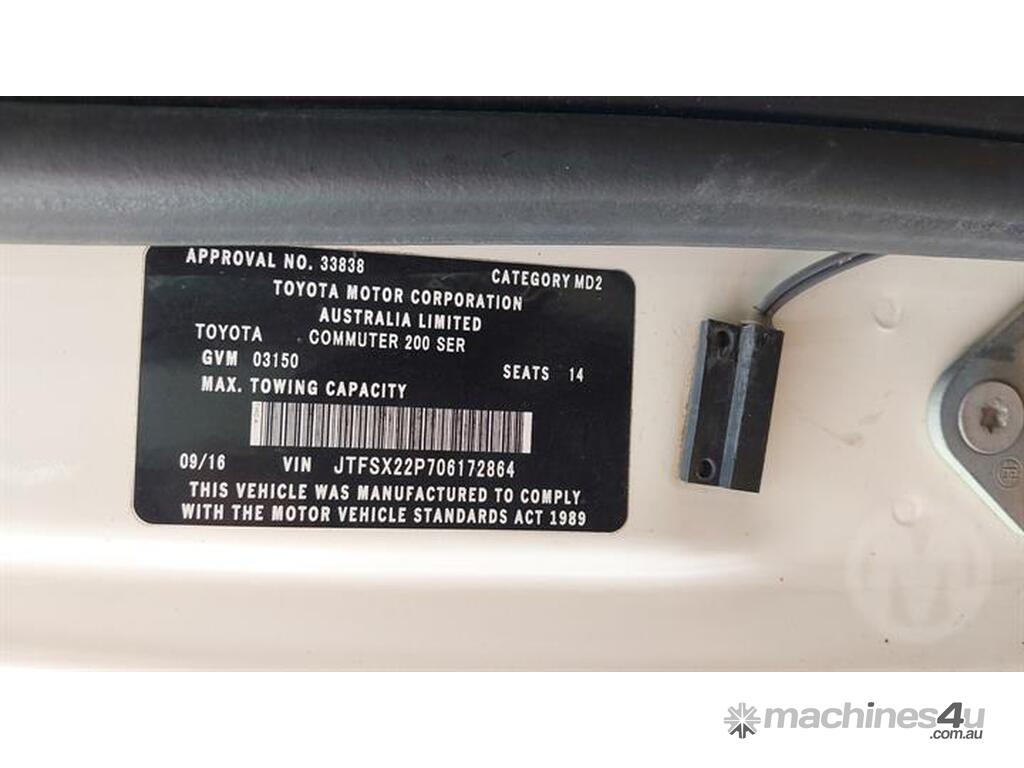 APPROVAL NO. 33838 CATEGORY MD2
TOYOTA MOTOR CORPORATION
AUSTRALIA LIMITED
TOYOTA COMMUTER 200 SER
GVM 03150 SEATS 14
MAX. TOWING CAPACITY
09/16 VIN JTFSX22P706172864
THIS VEHICLE WAS MANUFACTURED TO COMPLY
WITH THE MOTOR VEHICLE STANDARDS ACT 1989
M
machines4u
.com.au